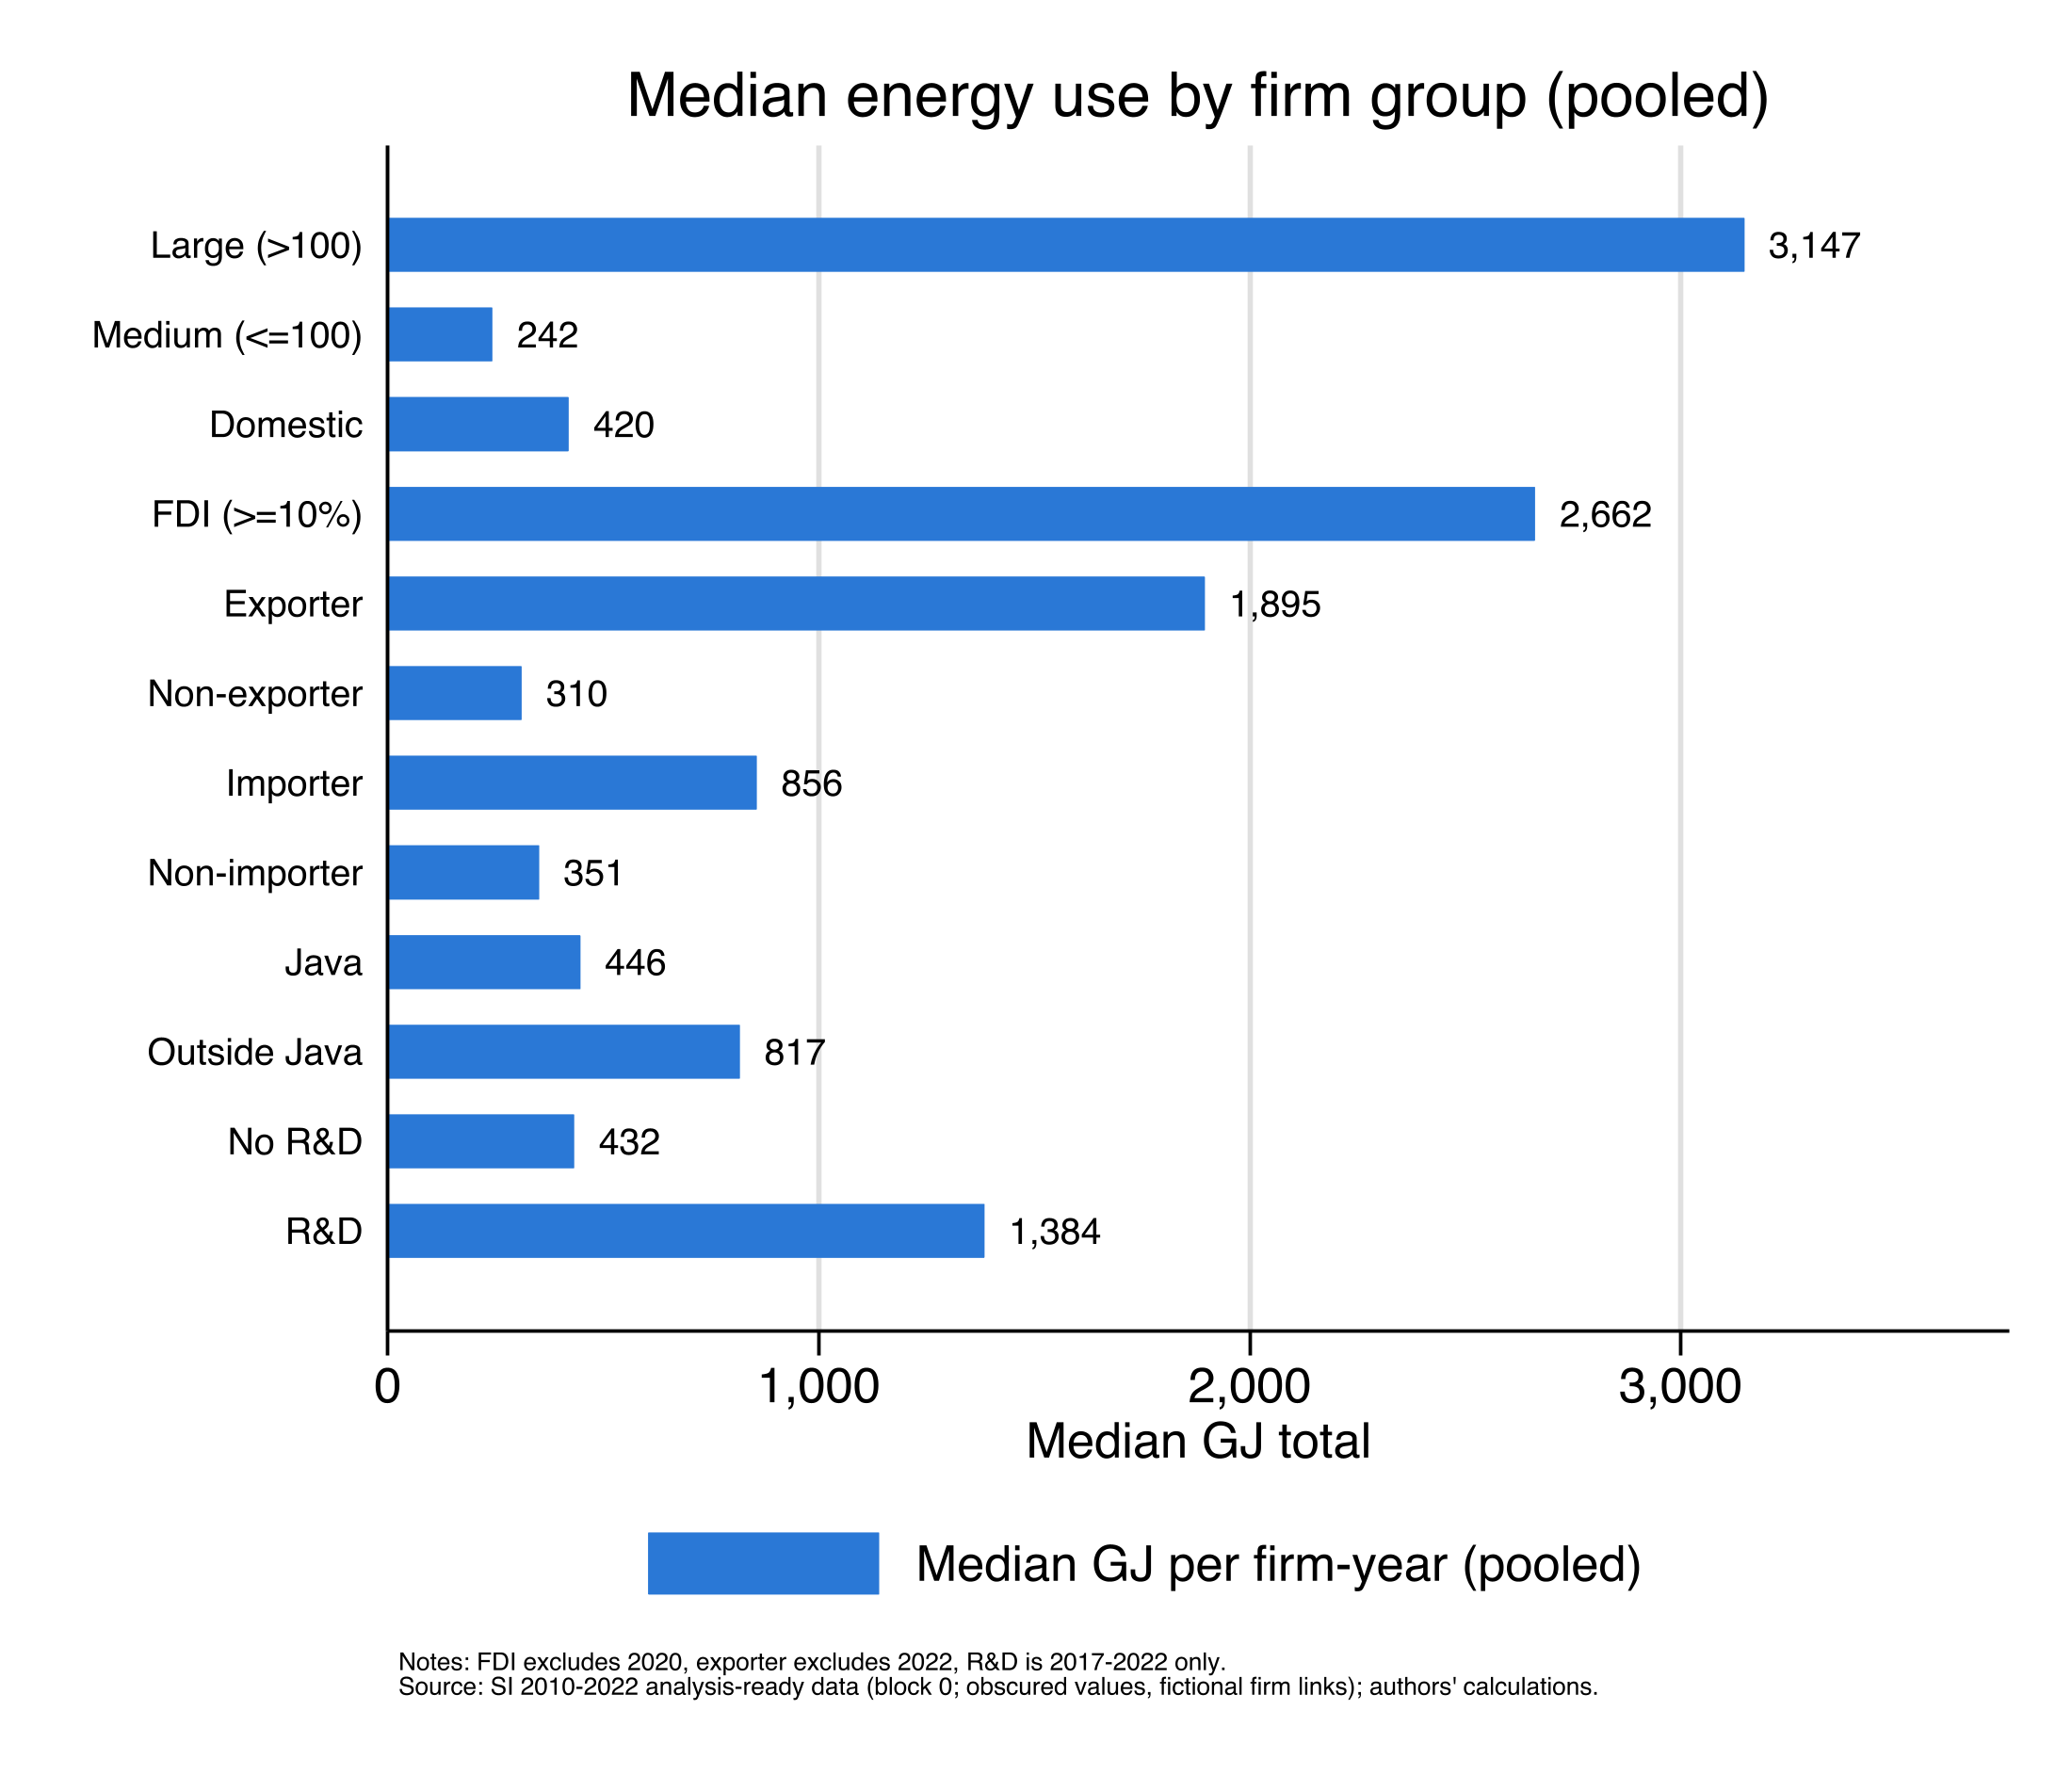 Median energy use by firm group (pooled)
Large (>100) 3,147
Medium (<=100) 242
Domestic 420
FDI (>=10%) 2,662
Exporter 1,895
Non-exporter 310
Importer 856
Non-importer 351
Java 446
Outside Java 817
No R&D 432
R&D 1,384
0 1,000 2,000 3,000
Median GJ total
Median GJ per firm-year (pooled)
Notes: FDI excludes 2020, exporter excludes 2022, R&D is 2017-2022 only.
Source: SI 2010-2022 analysis-ready data (block 0; obscured values, fictional firm links); authors' calculations.